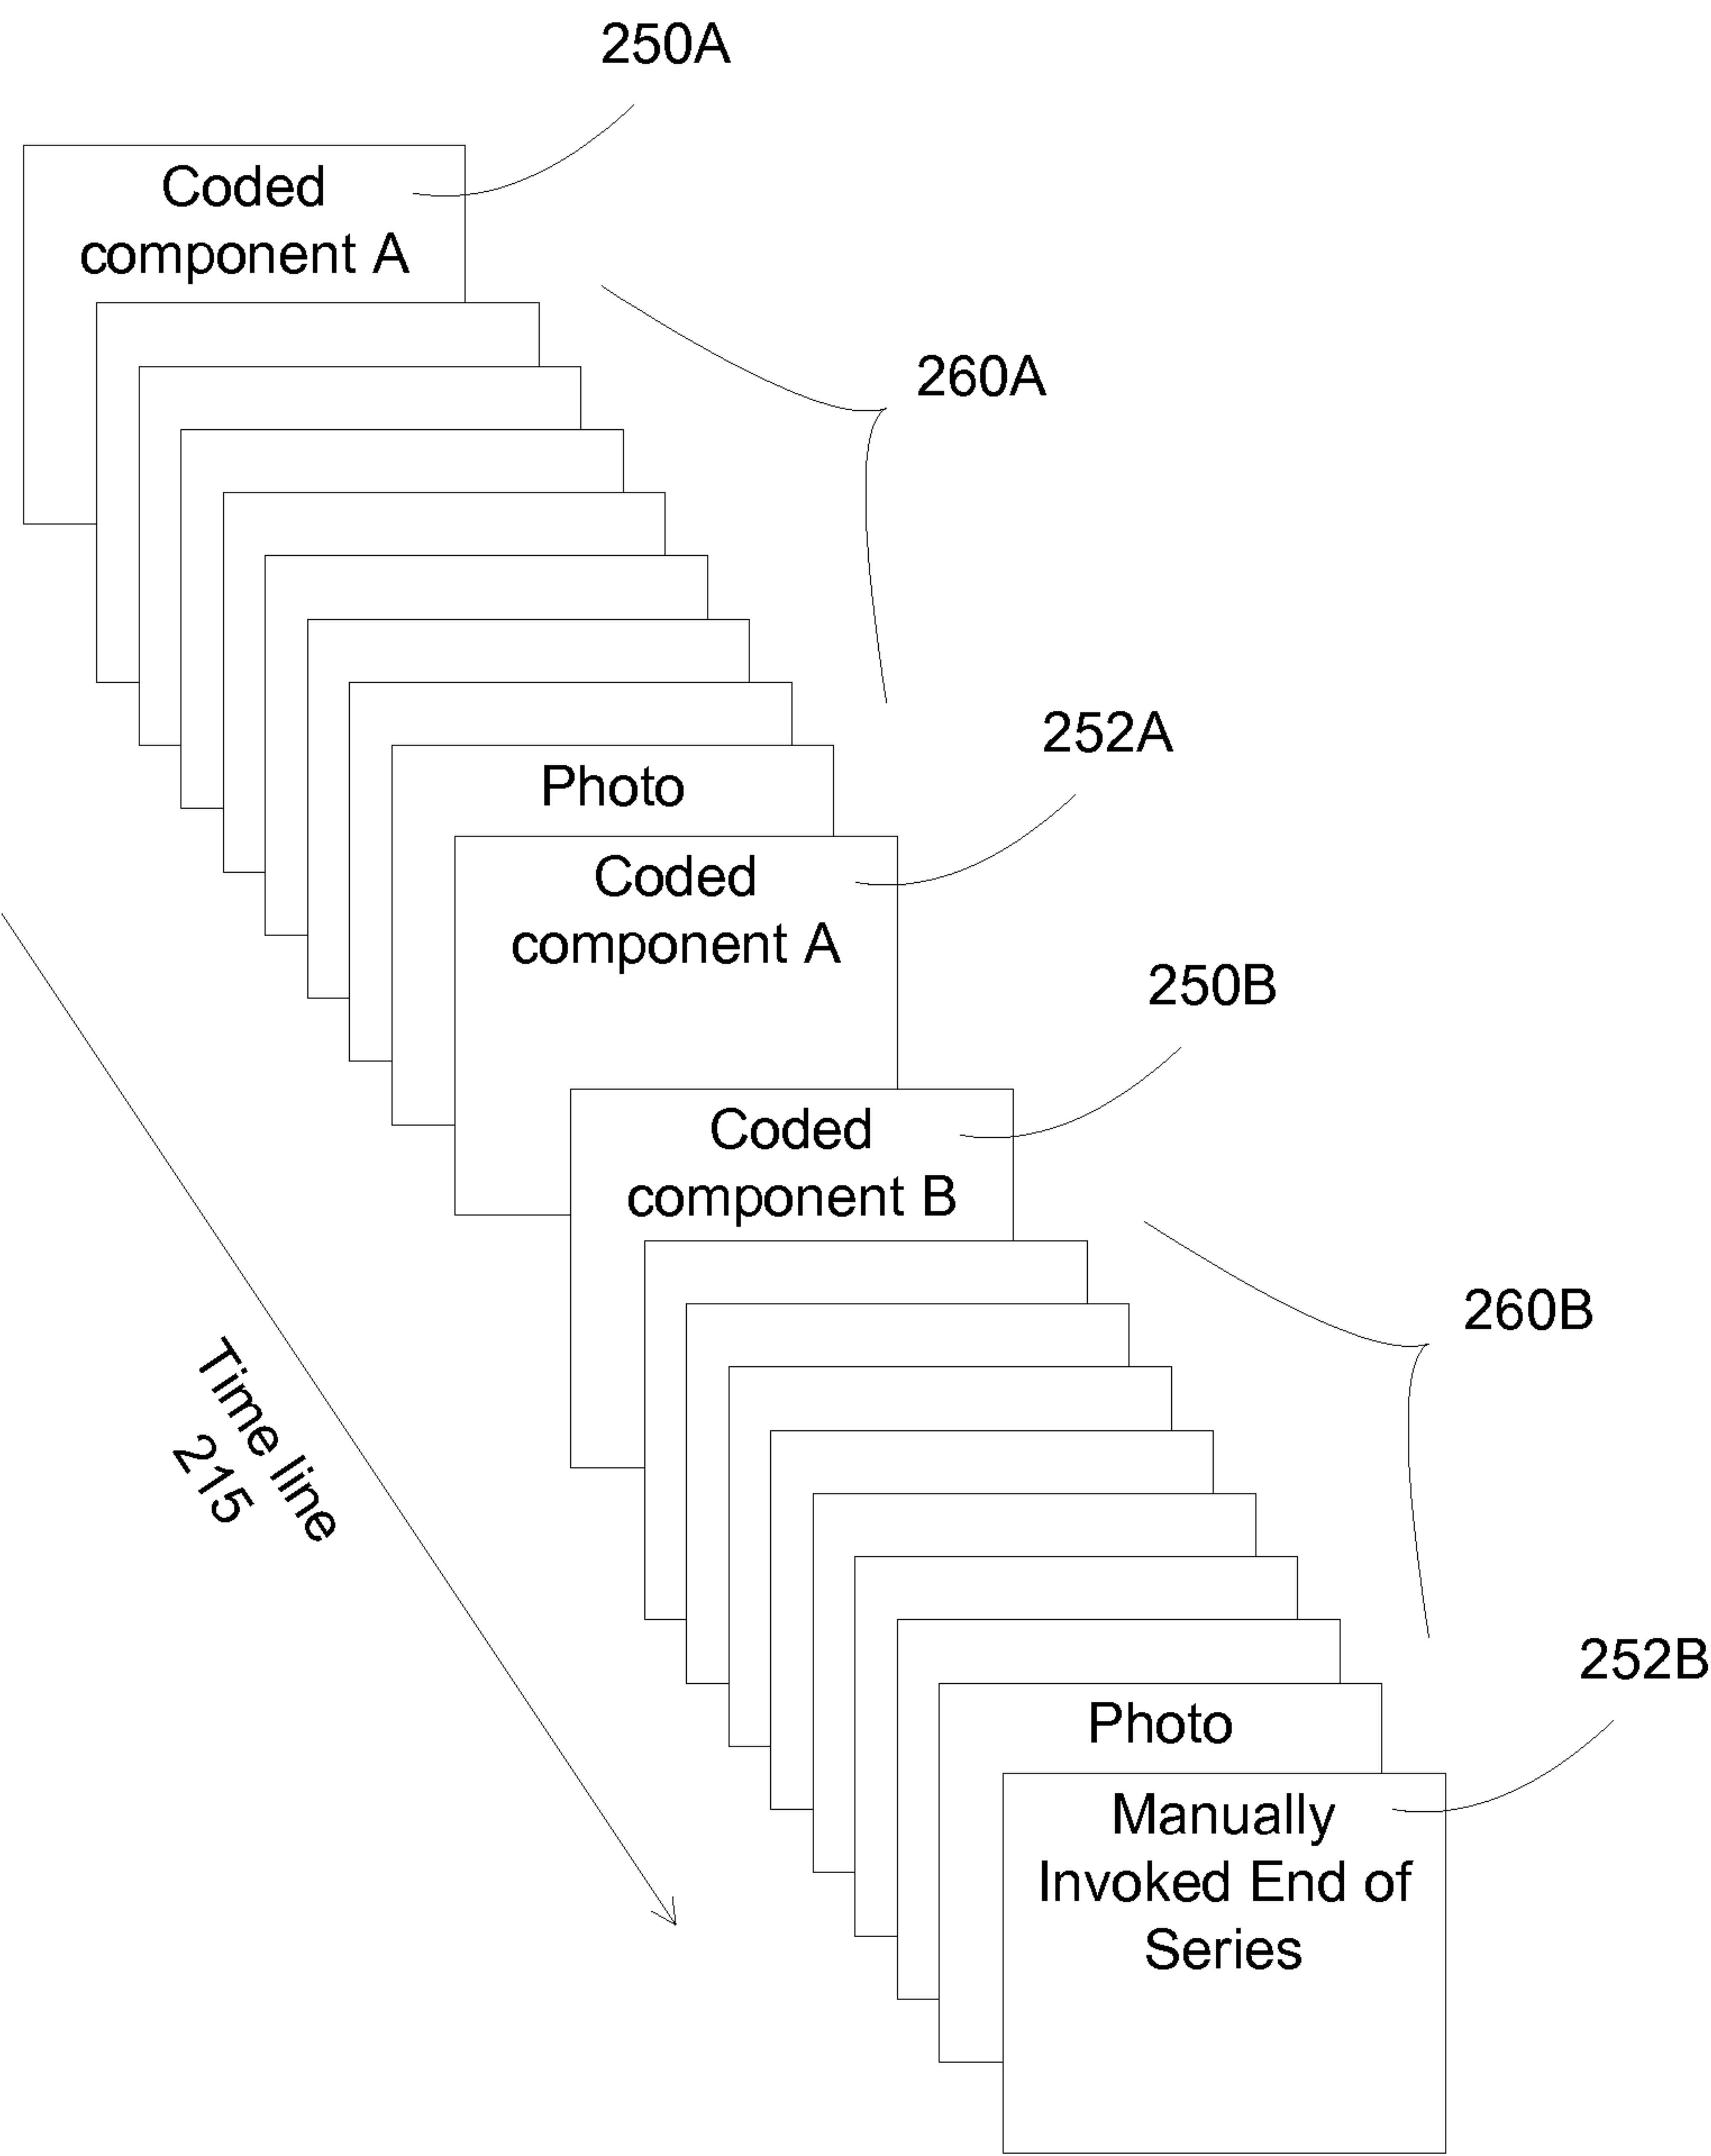 250A
Coded
component A
260A
252A
Photo
Coded
component A
250B
Coded
component B
260B
Time line
215
252B
Photo
Manually
Invoked End of
Series